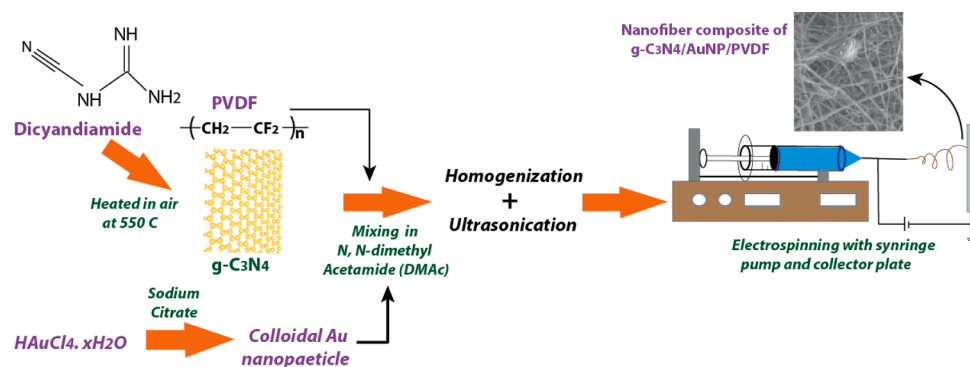 N
NH
NH
NH2
Dicyandiamide
Heated in air
at 550 C
PVDF
(CH2 — CF2)n
g-C3N4
HAuCl4. xH2O
Sodium
Citrate
Colloidal Au
nanopaeticle
Mixing in
N, N-dimethyl
Acetamide (DMAc)
Homogenization
+
Ultrasonication
Nanofiber composite of
g-C3N4/AuNP/PVDF
Electrospinning with synringe
pump and collector plate